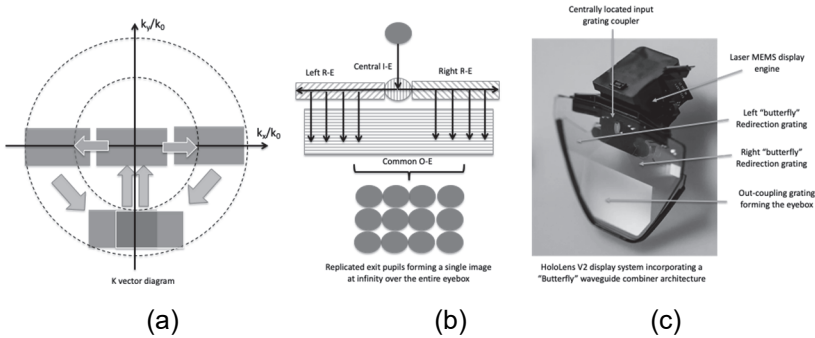 k_y/k_0
k_x/k_0
K vector diagram
(a)
Left R-E
Central I-E
Right R-E
Common O-E
Replicated exit pupils forming a single image
at infinity over the entire eyebox
(b)
Centrally located input
grating coupler
Laser MEMS display
engine
Left “butterfly”
Redirection grating
Right “butterfly”
Redirection grating
Out-coupling grating
forming the eyebox
HoloLens V2 display system incorporating a
“Butterfly” waveguide combiner architecture
(c)